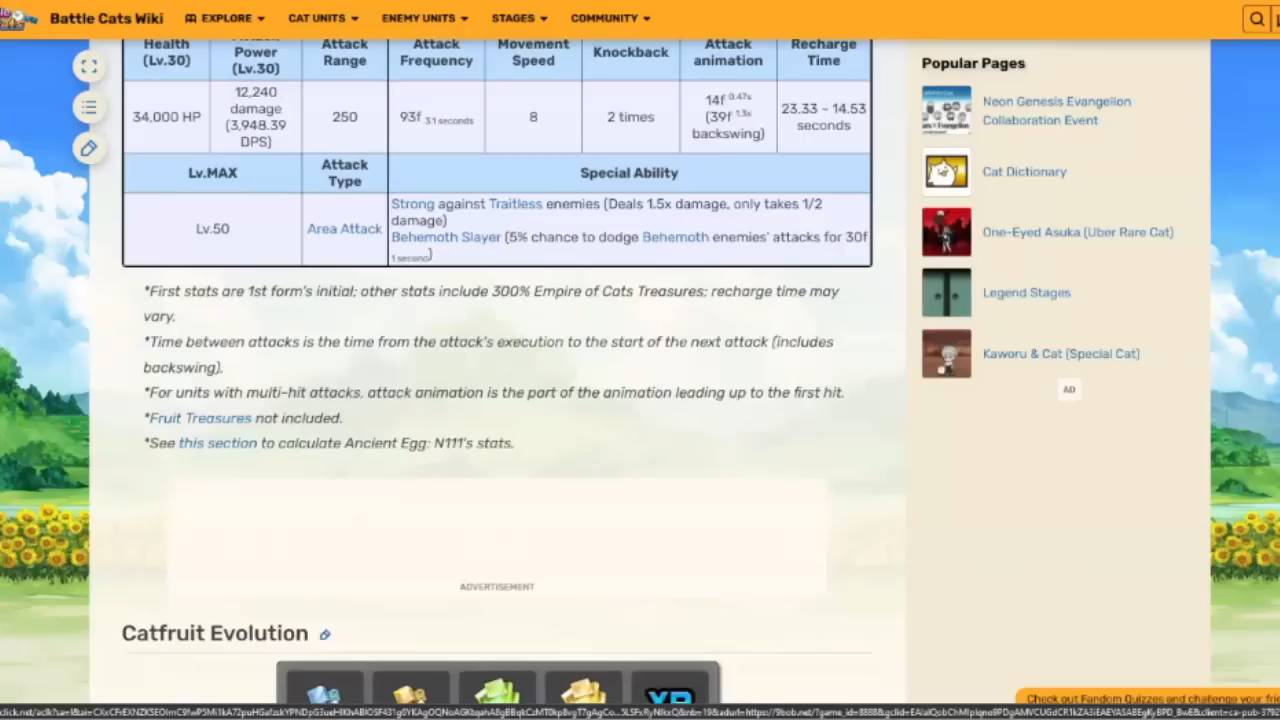 Battle Cats Wiki
EXPLORE
CAT UNITS
ENEMY UNITS
STAGES
COMMUNITY
Health
(Lv.30)
Power
(Lv.30)
Attack
Range
Attack
Frequency
Movement
Speed
Knockback
Attack
animation
Recharge
Time
34,000 HP
12,240
damage
(3,948.39
DPS)
250
93f 3.1 seconds
8
2 times
14f 0.47s
(39f 1.3s
backswing)
23.33 ~ 14.53
seconds
Lv.MAX
Attack
Type
Special Ability
Lv.50
Area Attack
Strong against Traitless enemies (Deals 1.5x damage, only takes 1/2
damage)
Behemoth Slayer (5% chance to dodge Behemoth enemies' attacks for 30f
1 second)
*First stats are 1st form's initial; other stats include 300% Empire of Cats Treasures; recharge time may
vary.
*Time between attacks is the time from the attack's execution to the start of the next attack (includes
backswing).
*For units with multi-hit attacks, attack animation is the part of the animation leading up to the first hit.
*Fruit Treasures not included.
*See this section to calculate Ancient Egg: N111's stats.
ADVERTISEMENT
Catfruit Evolution
XP
Popular Pages
Neon Genesis Evangelion
Collaboration Event
Cat Dictionary
One-Eyed Asuka (Uber Rare Cat)
Legend Stages
Kaworu & Cat (Special Cat)
AD
Check out Fandom Quizzes and challenge your frie